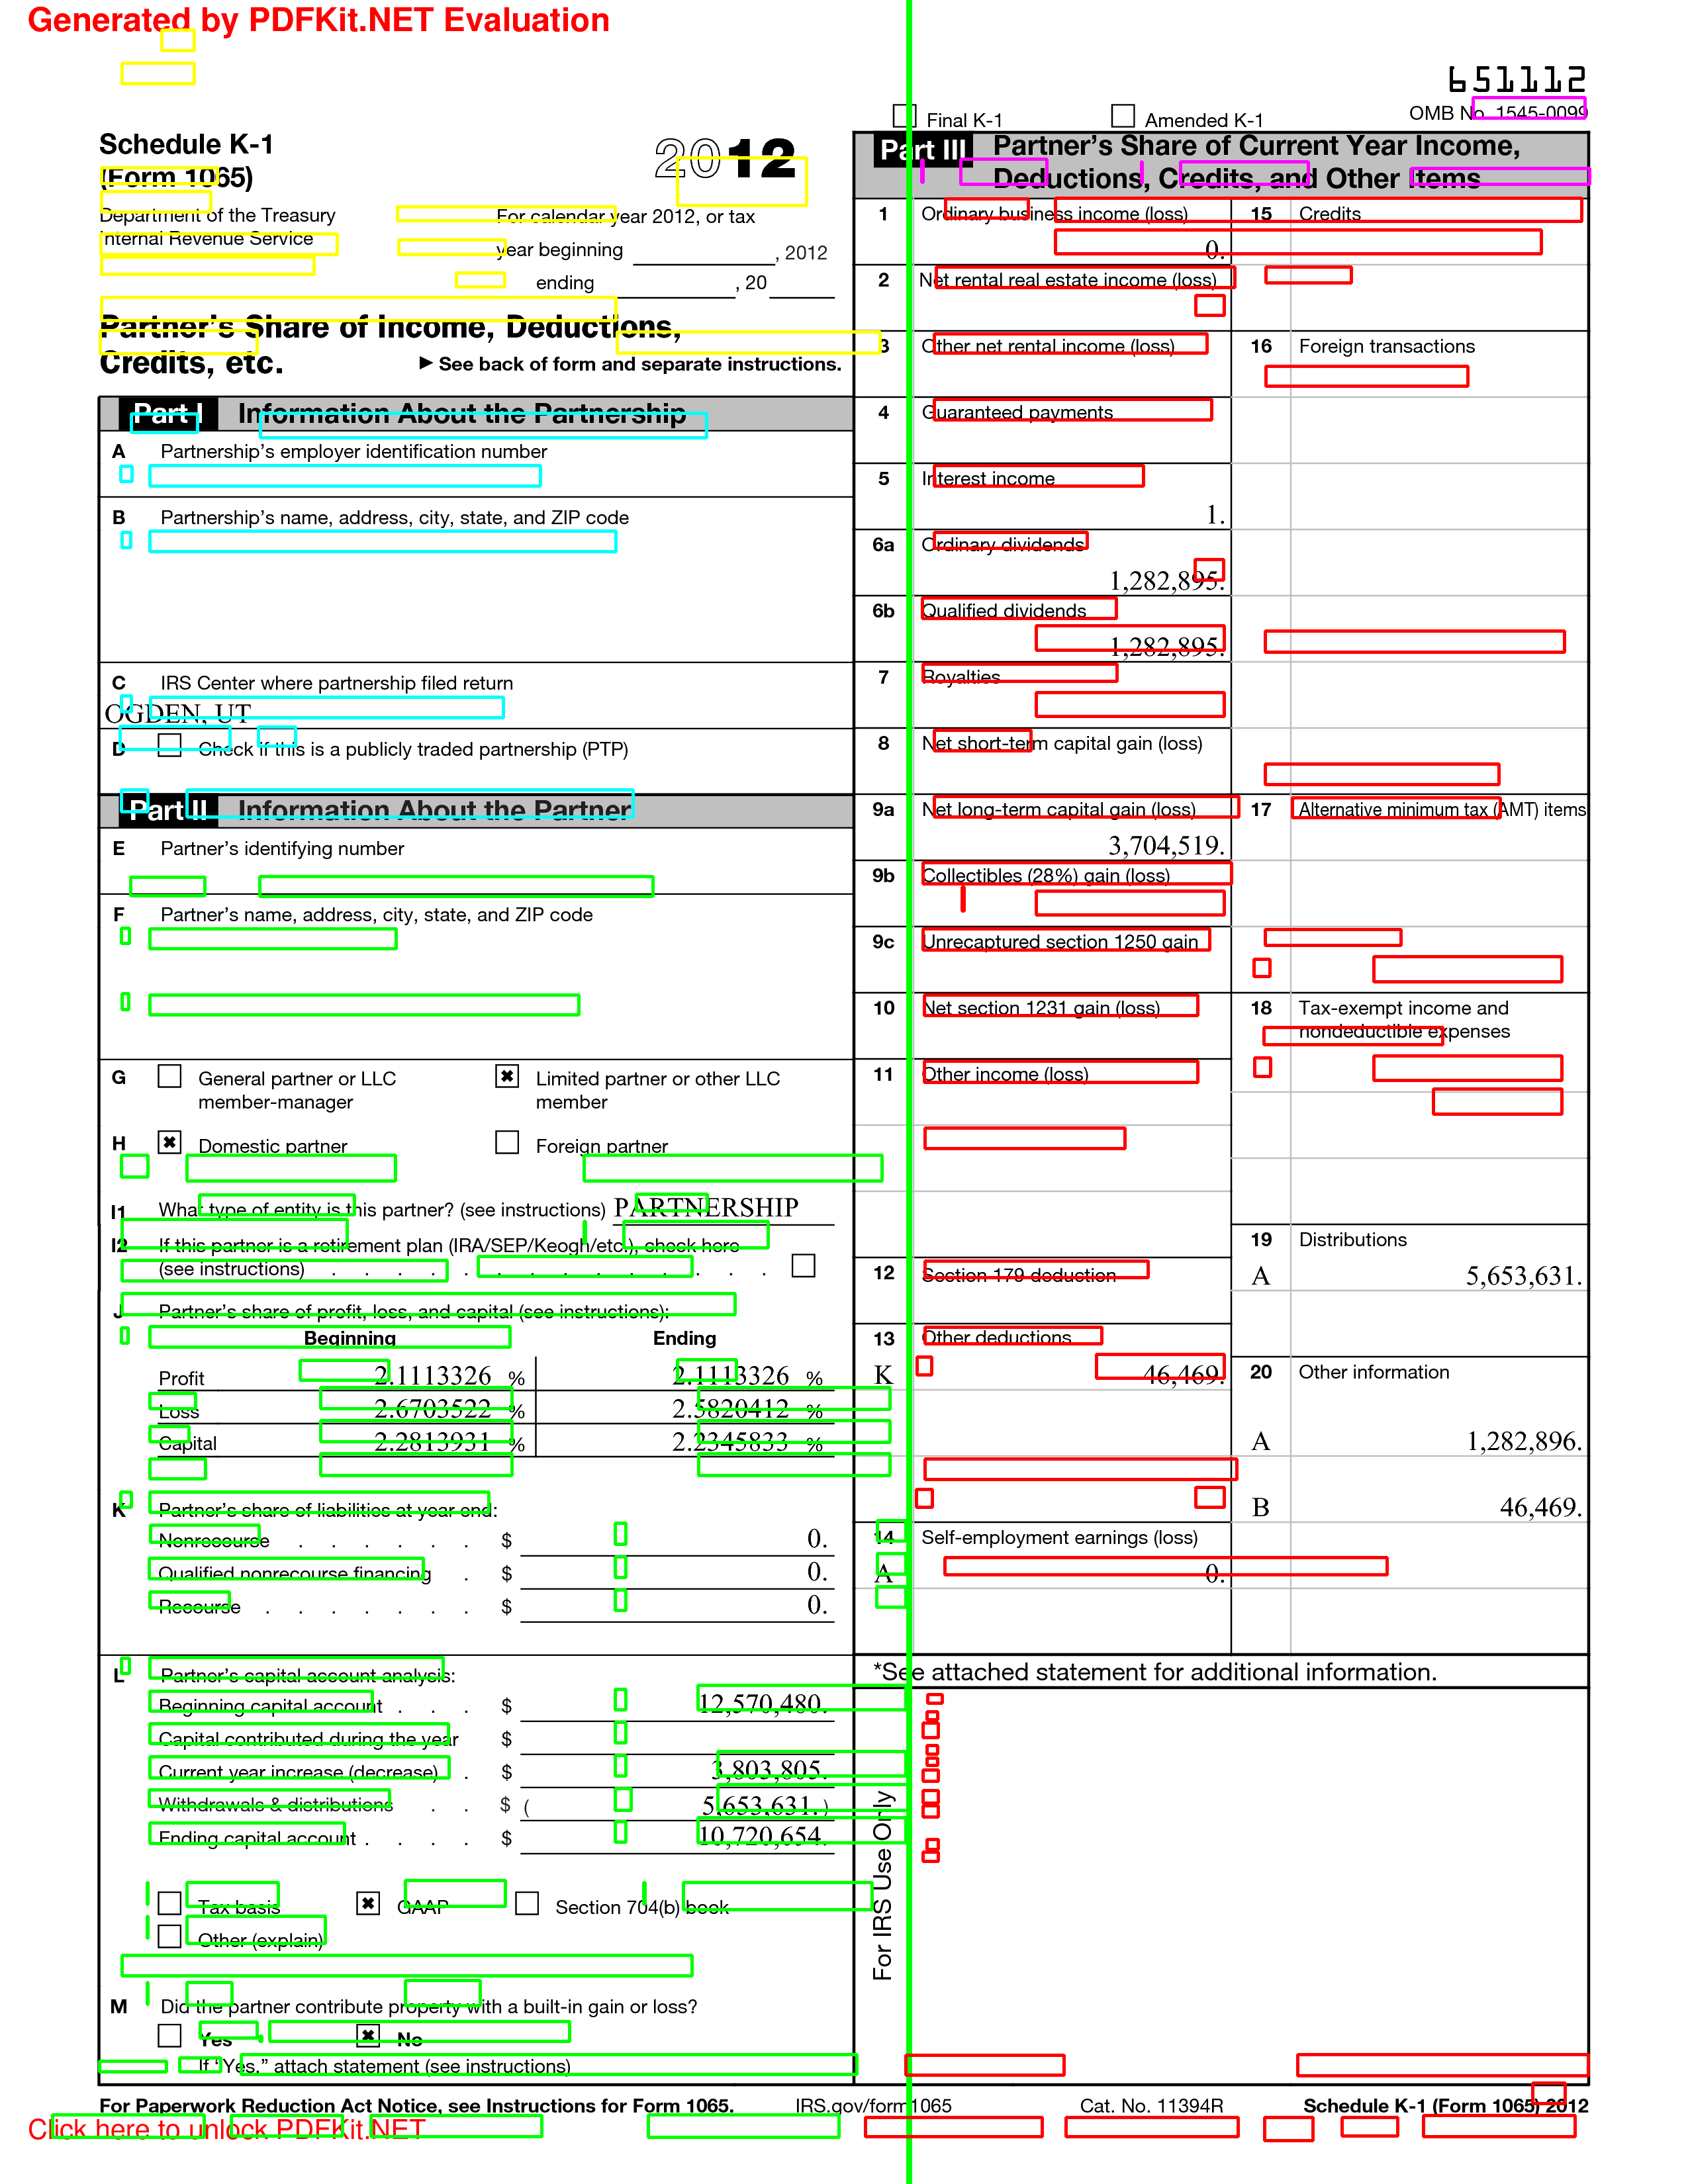 Generated by PDFKit.NET Evaluation
651112
Final K-1 Amended K-1 OMB No. 1545-0099
Schedule K-1
(Form 1065)
2012
Department of the Treasury
Internal Revenue Service
For calendar year 2012, or tax
year beginning , 2012
ending , 20
Partner's Share of Income, Deductions,
Credits, etc.
► See back of form and separate instructions.
Part I Information About the Partnership
A Partnership's employer identification number
B Partnership's name, address, city, state, and ZIP code
C IRS Center where partnership filed return
OGDEN, UT
D Check if this is a publicly traded partnership (PTP)
Part II Information About the Partner
E Partner's identifying number
F Partner's name, address, city, state, and ZIP code
G General partner or LLC
member-manager
✖ Limited partner or other LLC
member
H ✖ Domestic partner Foreign partner
I1 What type of entity is this partner? (see instructions) PARTNERSHIP
I2 If this partner is a retirement plan (IRA/SEP/Keogh/etc.), check here
(see instructions) . . . . . . . . . . . . . .
J Partner's share of profit, loss, and capital (see instructions):
Beginning Ending
Profit 2.1113326 % 2.1113326 %
Loss 2.6703522 % 2.5820412 %
Capital 2.2813931 % 2.2345833 %
K Partner's share of liabilities at year end:
Nonrecourse . . . . . . $ 0.
Qualified nonrecourse financing . $ 0.
Recourse . . . . . . . $ 0.
L Partner's capital account analysis:
Beginning capital account . . . $ 12,570,480.
Capital contributed during the year $
Current year increase (decrease) . $ 3,803,805.
Withdrawals & distributions . . $ ( 5,653,631. )
Ending capital account . . . . $ 10,720,654.
Tax basis ✖ GAAP Section 704(b) book
Other (explain)
M Did the partner contribute property with a built-in gain or loss?
Yes ✖ No
If "Yes," attach statement (see instructions)
Part III Partner's Share of Current Year Income,
Deductions, Credits, and Other Items
1 Ordinary business income (loss)
0.
2 Net rental real estate income (loss)
3 Other net rental income (loss)
4 Guaranteed payments
5 Interest income
1.
6a Ordinary dividends
1,282,895.
6b Qualified dividends
1,282,895.
7 Royalties
8 Net short-term capital gain (loss)
9a Net long-term capital gain (loss)
3,704,519.
9b Collectibles (28%) gain (loss)
9c Unrecaptured section 1250 gain
10 Net section 1231 gain (loss)
11 Other income (loss)
12 Section 179 deduction
13 Other deductions
K 46,469.
14 Self-employment earnings (loss)
A 0.
15 Credits
16 Foreign transactions
17 Alternative minimum tax (AMT) items
18 Tax-exempt income and
nondeductible expenses
19 Distributions
A 5,653,631.
20 Other information
A 1,282,896.
B 46,469.
*See attached statement for additional information.
For IRS Use Only
For Paperwork Reduction Act Notice, see Instructions for Form 1065. IRS.gov/form1065 Cat. No. 11394R Schedule K-1 (Form 1065) 2012
Click here to unlock PDFKit.NET